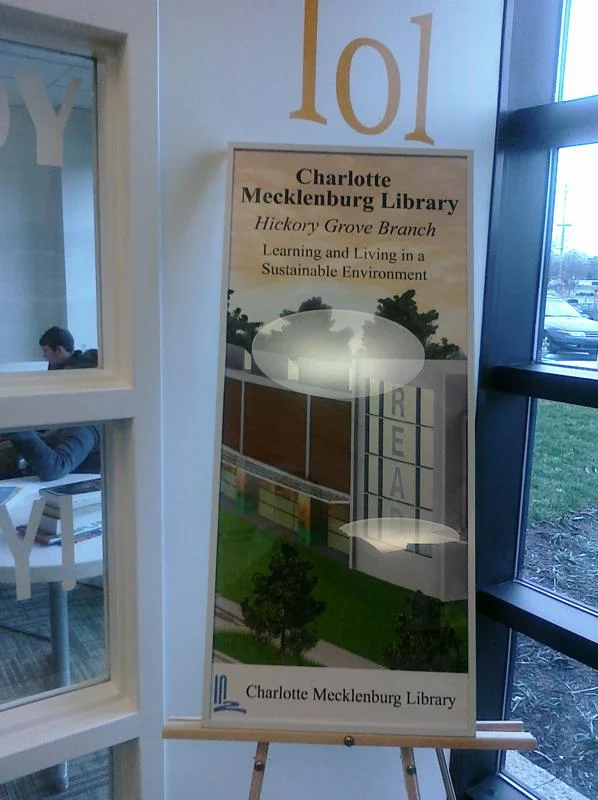 lol
Charlotte
Mecklenburg Library
Hickory Grove Branch
Learning and Living in a
Sustainable Environment
READ
Charlotte Mecklenburg Library